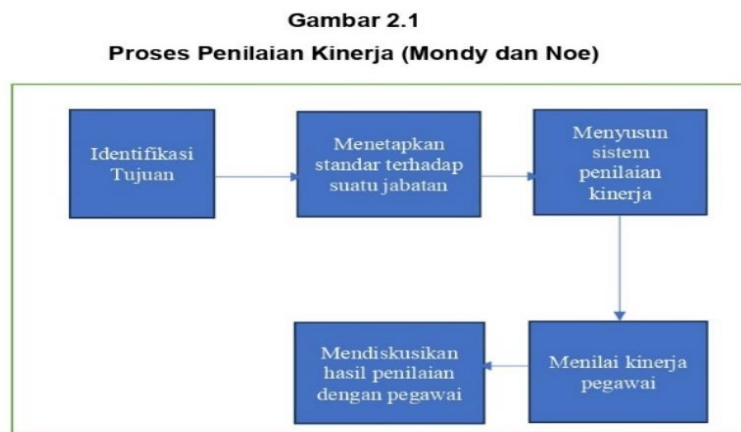 Gambar 2.1
Proses Penilaian Kinerja (Mondy dan Noe)
Identifikasi
Tujuan
Menetapkan
standar terhadap
suatu jabatan
Menyusun
sistem
penilaian
kinerja
Menilai kinerja
pegawai
Mendiskusikan
hasil penilaian
dengan pegawai